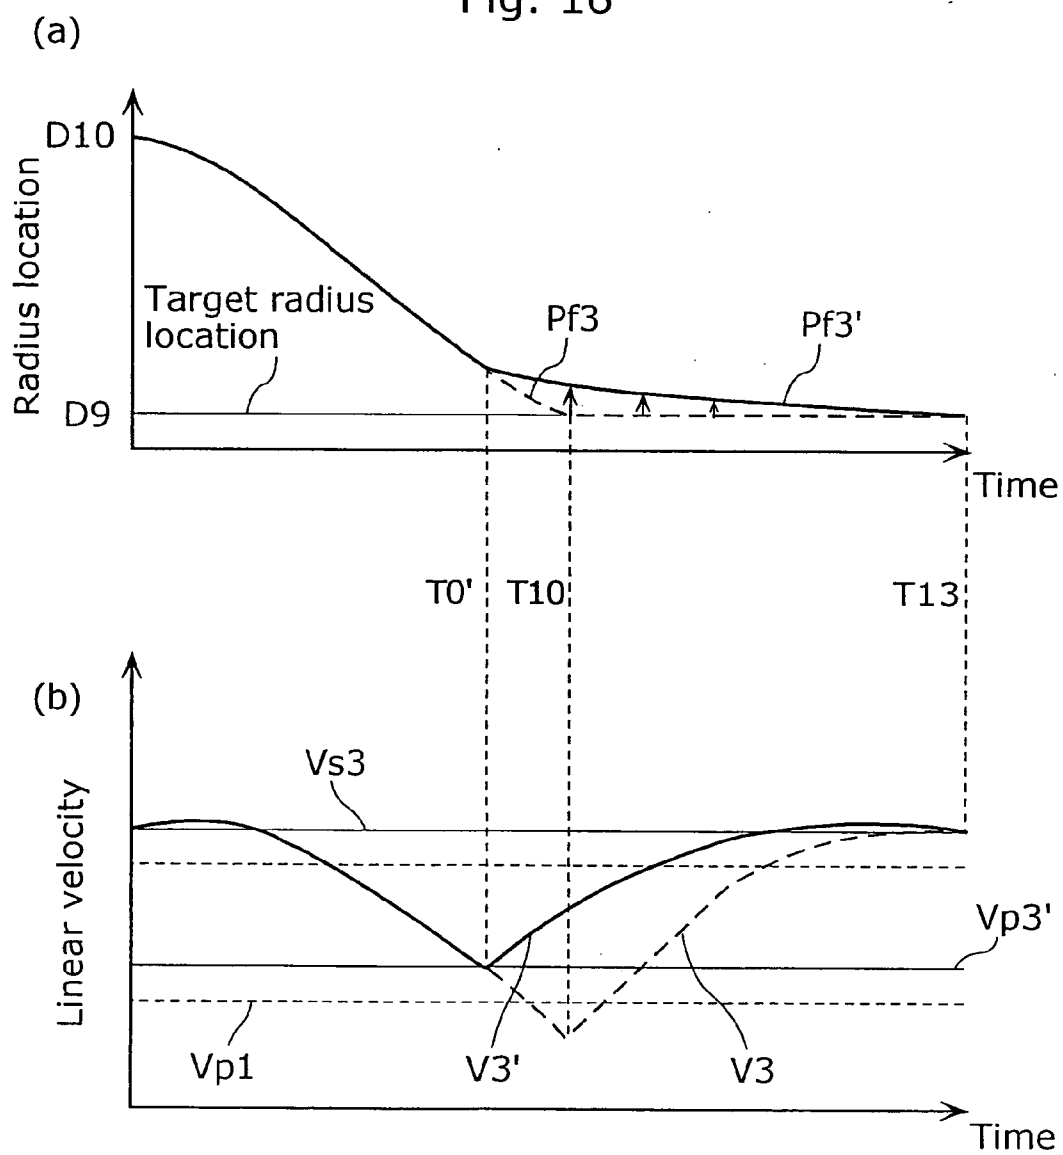 Fig. 16
(a)
D10
Radius location
Target radius
location
Pf3
Pf3'
D9
Time
T0'
T10
T13
(b)
Vs3
Linear velocity
Vp3'
Vp1
V3'
V3
Time